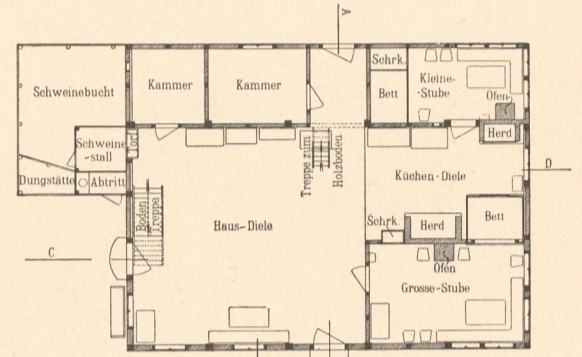 A
Schrk.
Kammer
Kammer
Kleine-
Stube
Schweinebucht
Bett
Ofen
Herd
Torf
Schweine
-stall
Treppe zum
Holzboden
D
Küchen-Diele
Dungstätte
Abtritt
Boden
Treppe
Haus-Diele
Schrk.
Herd
Bett
C
Ofen
Grosse-Stube